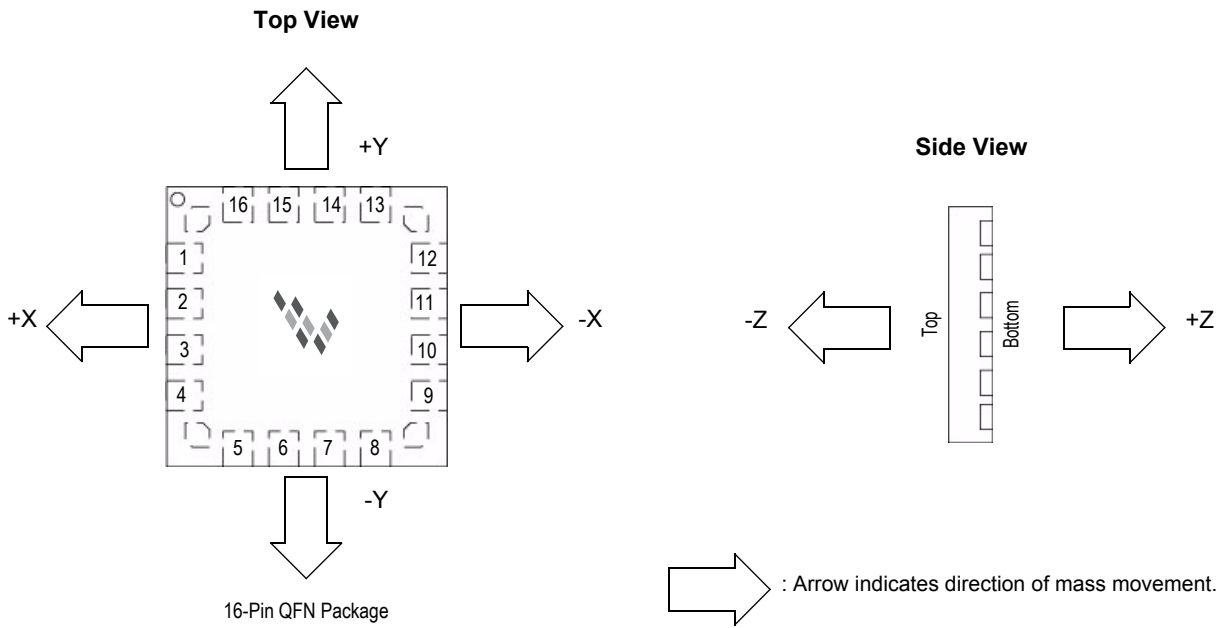 Top View
+Y
16 15 14 13
1
2
3
4
12
11
10
9
5 6 7 8
+X
-X
-Y
16-Pin QFN Package
Side View
-Z
Top
Bottom
+Z
: Arrow indicates direction of mass movement.